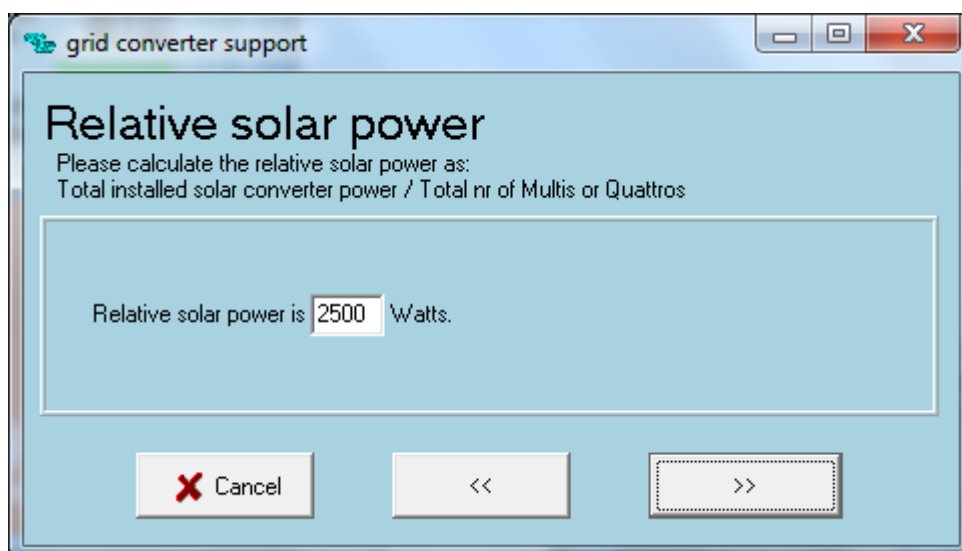 grid converter support
Relative solar power
Please calculate the relative solar power as:
Total installed solar converter power / Total nr of Multis or Quattros
Relative solar power is 2500 Watts.
Cancel << >>